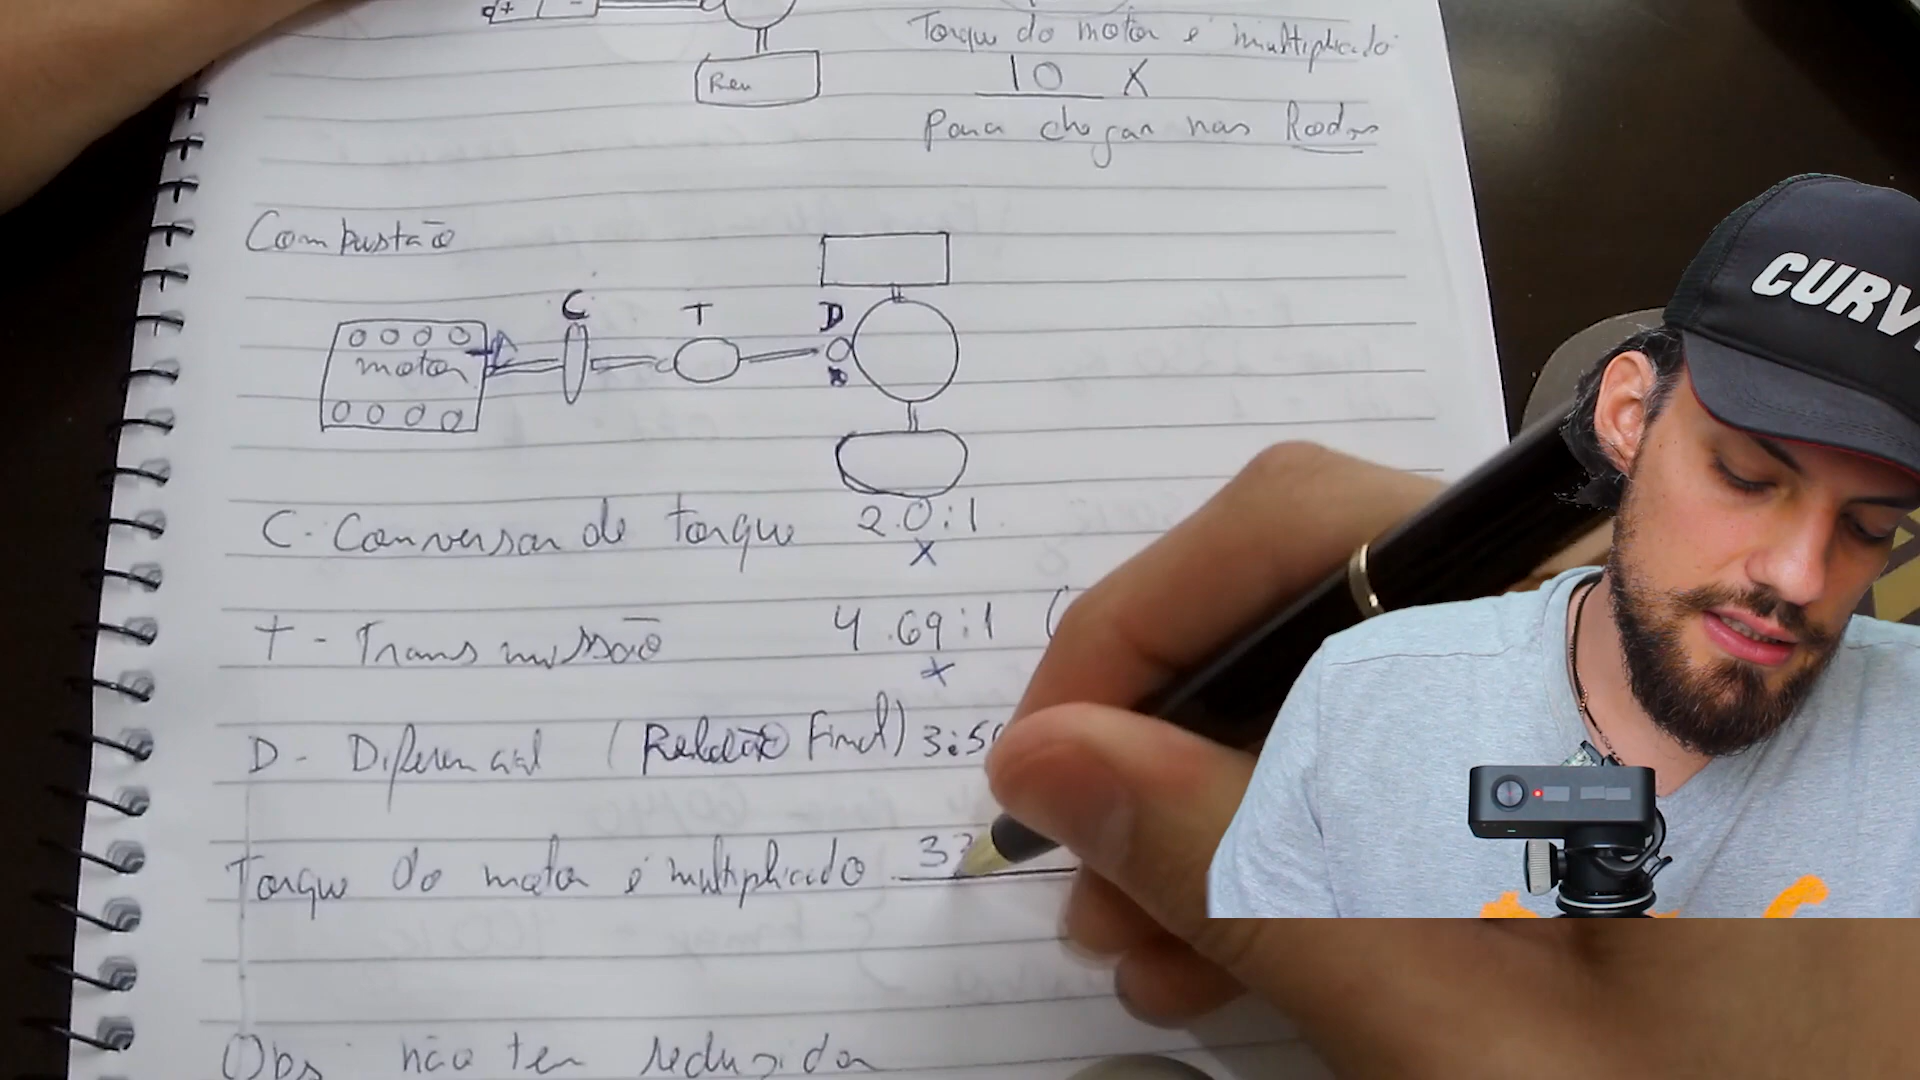 Torque do motor é multiplicado
10 X
Para chegar nas Rodas
Combustão
C T D
motor
C - Conversor de torque 2.0:1
X
T - Transmissão 4.69:1 (
X
D - Diferencial (Relação Final) 3:5
Torque do motor é multiplicado 3
Obs não tem reduzida
CURV